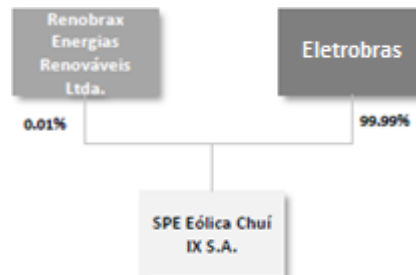 Renobrax
Energias
Renováveis
Ltda.
Eletrobras
0.01%
99.99%
SPE Eólica Chuí
IX S.A.